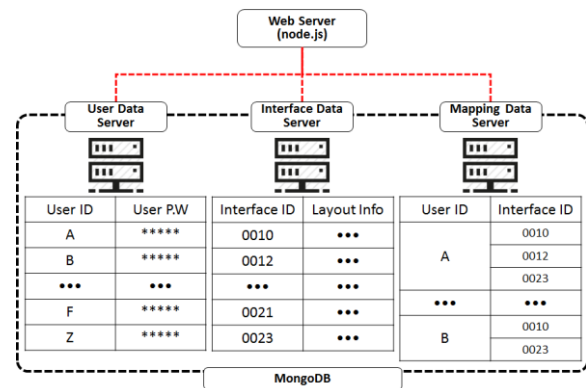 Web Server
(node.js)
User Data
Server
Interface Data
Server
Mapping Data
Server
User ID User P.W
A *****
B *****
●●● ●●●
F *****
Z *****
Interface ID Layout Info
0010 ●●●
0012 ●●●
●●● ●●●
0021 ●●●
0023 ●●●
User ID Interface ID
A
0010
0012
0023
●●● ●●●
B
0010
0023
MongoDB